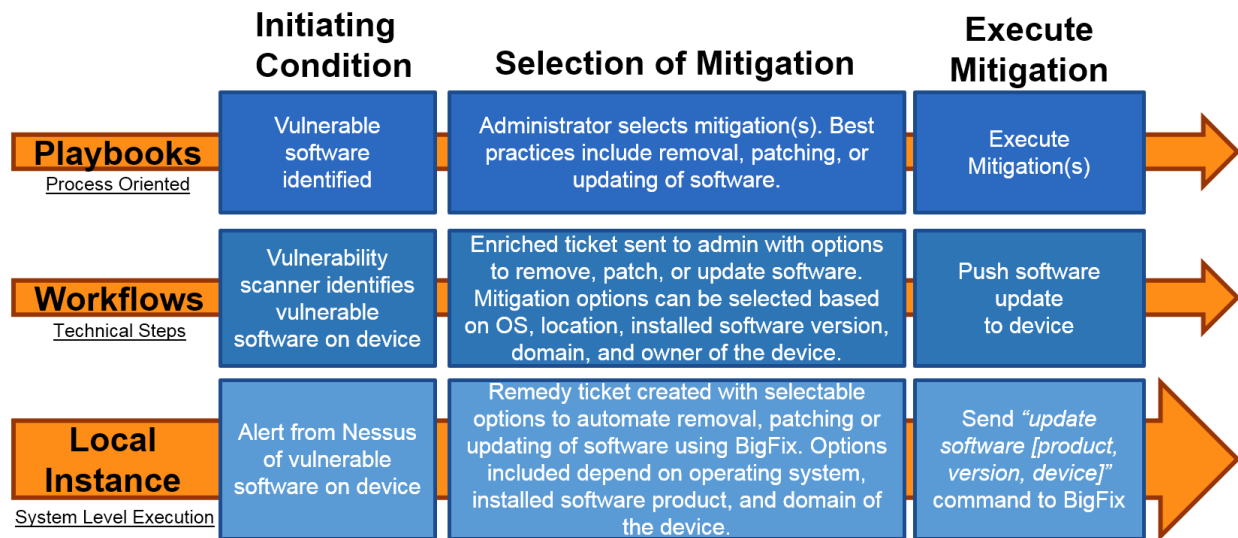 Initiating
Condition
Selection of Mitigation
Execute
Mitigation
Playbooks
Process Oriented
Vulnerable
software
identified
Administrator selects mitigation(s). Best
practices include removal, patching, or
updating of software.
Execute
Mitigation(s)
Workflows
Technical Steps
Vulnerability
scanner identifies
vulnerable
software on device
Enriched ticket sent to admin with options
to remove, patch, or update software.
Mitigation options can be selected based
on OS, location, installed software version,
domain, and owner of the device.
Push software
update
to device
Local
Instance
System Level Execution
Alert from Nessus
of vulnerable
software on device
Remedy ticket created with selectable
options to automate removal, patching or
updating of software using BigFix. Options
included depend on operating system,
installed software product, and domain of
the device.
Send “update
software [product,
version, device]”
command to BigFix